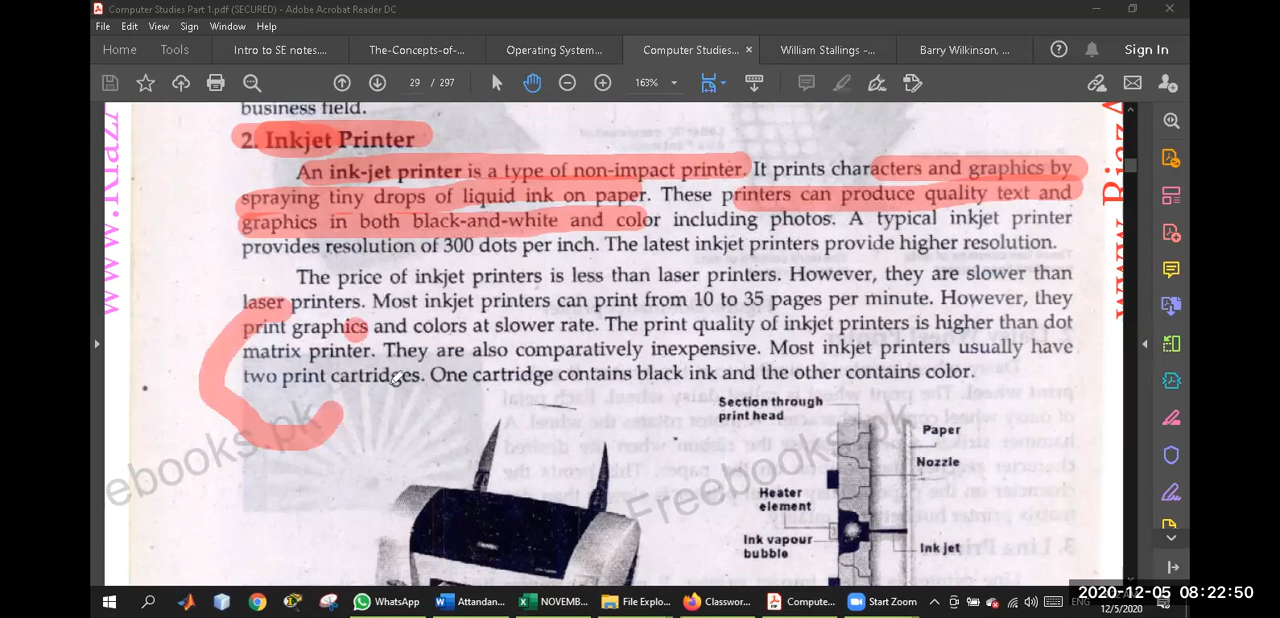 Computer Studies Part 1.pdf (SECURED) - Adobe Acrobat Reader DC
File Edit View Sign Window Help
Home Tools Intro to SE notes.... The-Concepts-of-... Operating System... Computer Studies... × William Stallings -... Barry Wilkinson, ... Sign In
29 / 297 163%
business field.
2. Inkjet Printer
An ink-jet printer is a type of non-impact printer. It prints characters and graphics by
spraying tiny drops of liquid ink on paper. These printers can produce quality text and
graphics in both black-and-white and color including photos. A typical inkjet printer
provides resolution of 300 dots per inch. The latest inkjet printers provide higher resolution.
The price of inkjet printers is less than laser printers. However, they are slower than
laser printers. Most inkjet printers can print from 10 to 35 pages per minute. However, they
print graphics and colors at slower rate. The print quality of inkjet printers is higher than dot
matrix printer. They are also comparatively inexpensive. Most inkjet printers usually have
two print cartridges. One cartridge contains black ink and the other contains color.
Section through
print head
Paper
Nozzle
Heater
element
Ink vapour
bubble
Ink jet
ebooks.pk
Freebooks.pk
WhatsApp Attandan... NOVEMB... File Explo... Classwor... Compute... Start Zoom ENG
2020-12-05 08:22:50
12/5/2020